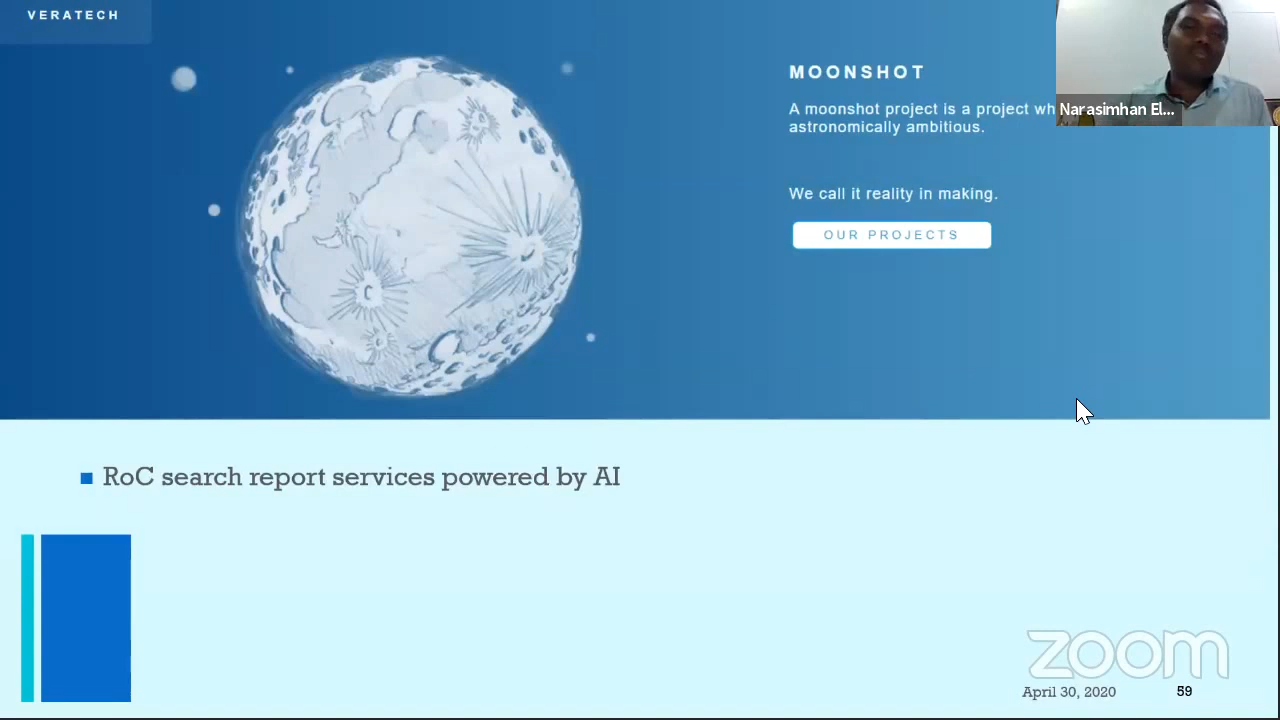 VERATECH
MOONSHOT
A moonshot project is a project wh
astronomically ambitious.
Narasimhan El...
We call it reality in making.
OUR PROJECTS
RoC search report services powered by AI
zoom
April 30, 2020 59